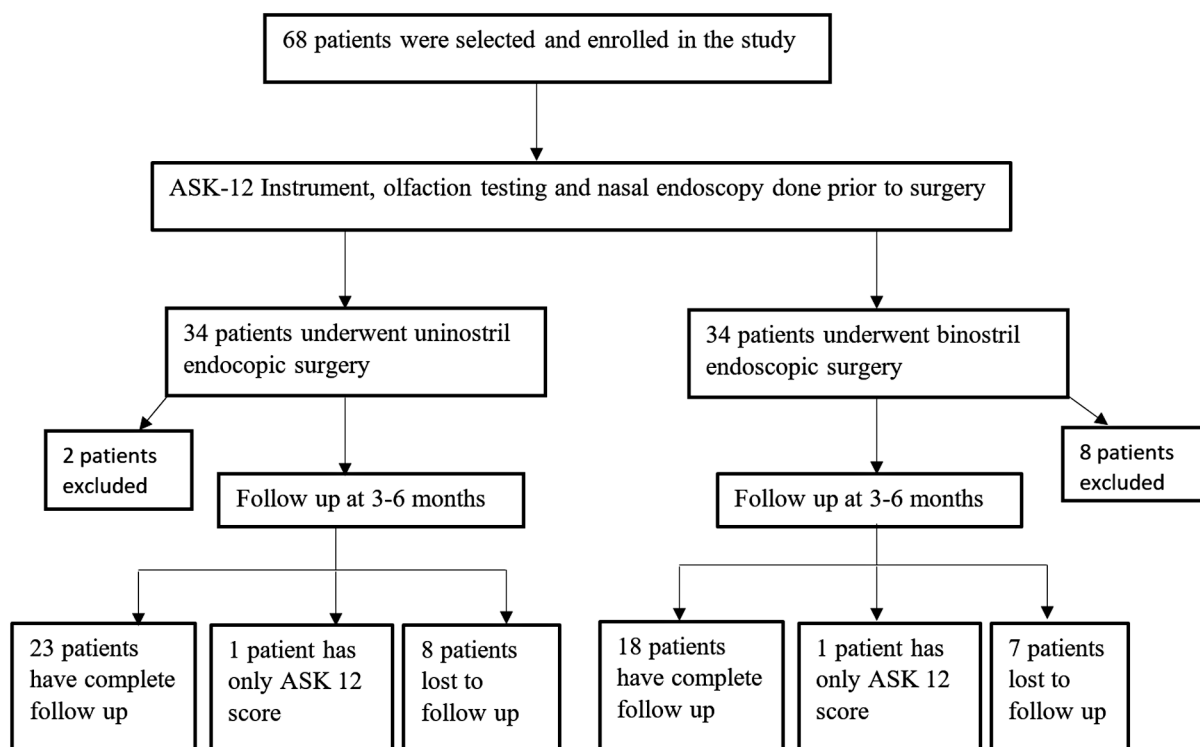 68 patients were selected and enrolled in the study
ASK-12 Instrument, olfaction testing and nasal endoscopy done prior to surgery
34 patients underwent uninostril
endocopic surgery
34 patients underwent binostril
endoscopic surgery
2 patients
excluded
8 patients
excluded
Follow up at 3-6 months
Follow up at 3-6 months
23 patients
have complete
follow up
1 patient has
only ASK 12
score
8 patients
lost to
follow up
18 patients
have complete
follow up
1 patient has
only ASK 12
score
7 patients
lost to
follow up